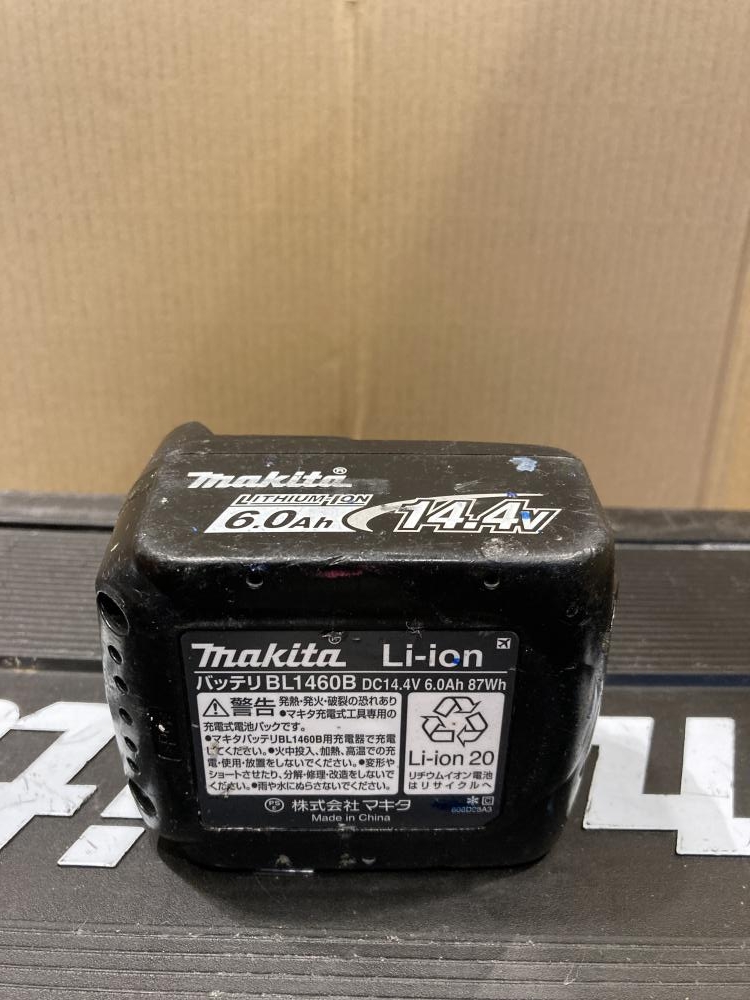 makita®
LITHIUM-ION
6.0Ah 14.4V
makita Li-ion
バッテリ BL1460B DC14.4V 6.0Ah 87Wh
警告 発熱・発火・破裂の恐れあり
●マキタ充電式工具専用の
充電式電池パックです。
●マキタバッテリBL1460B用充電器で充電
してください。●火中投入、加熱、高温での充
電・使用・放置をしないでください。●変形や
ショートさせたり、分解・修理・改造をしないで
ください。●雨や水にぬらさないでください。
Li-ion 20
リチウムイオン電池
はリサイクルへ
PS E 株式会社 マキタ
Made in China